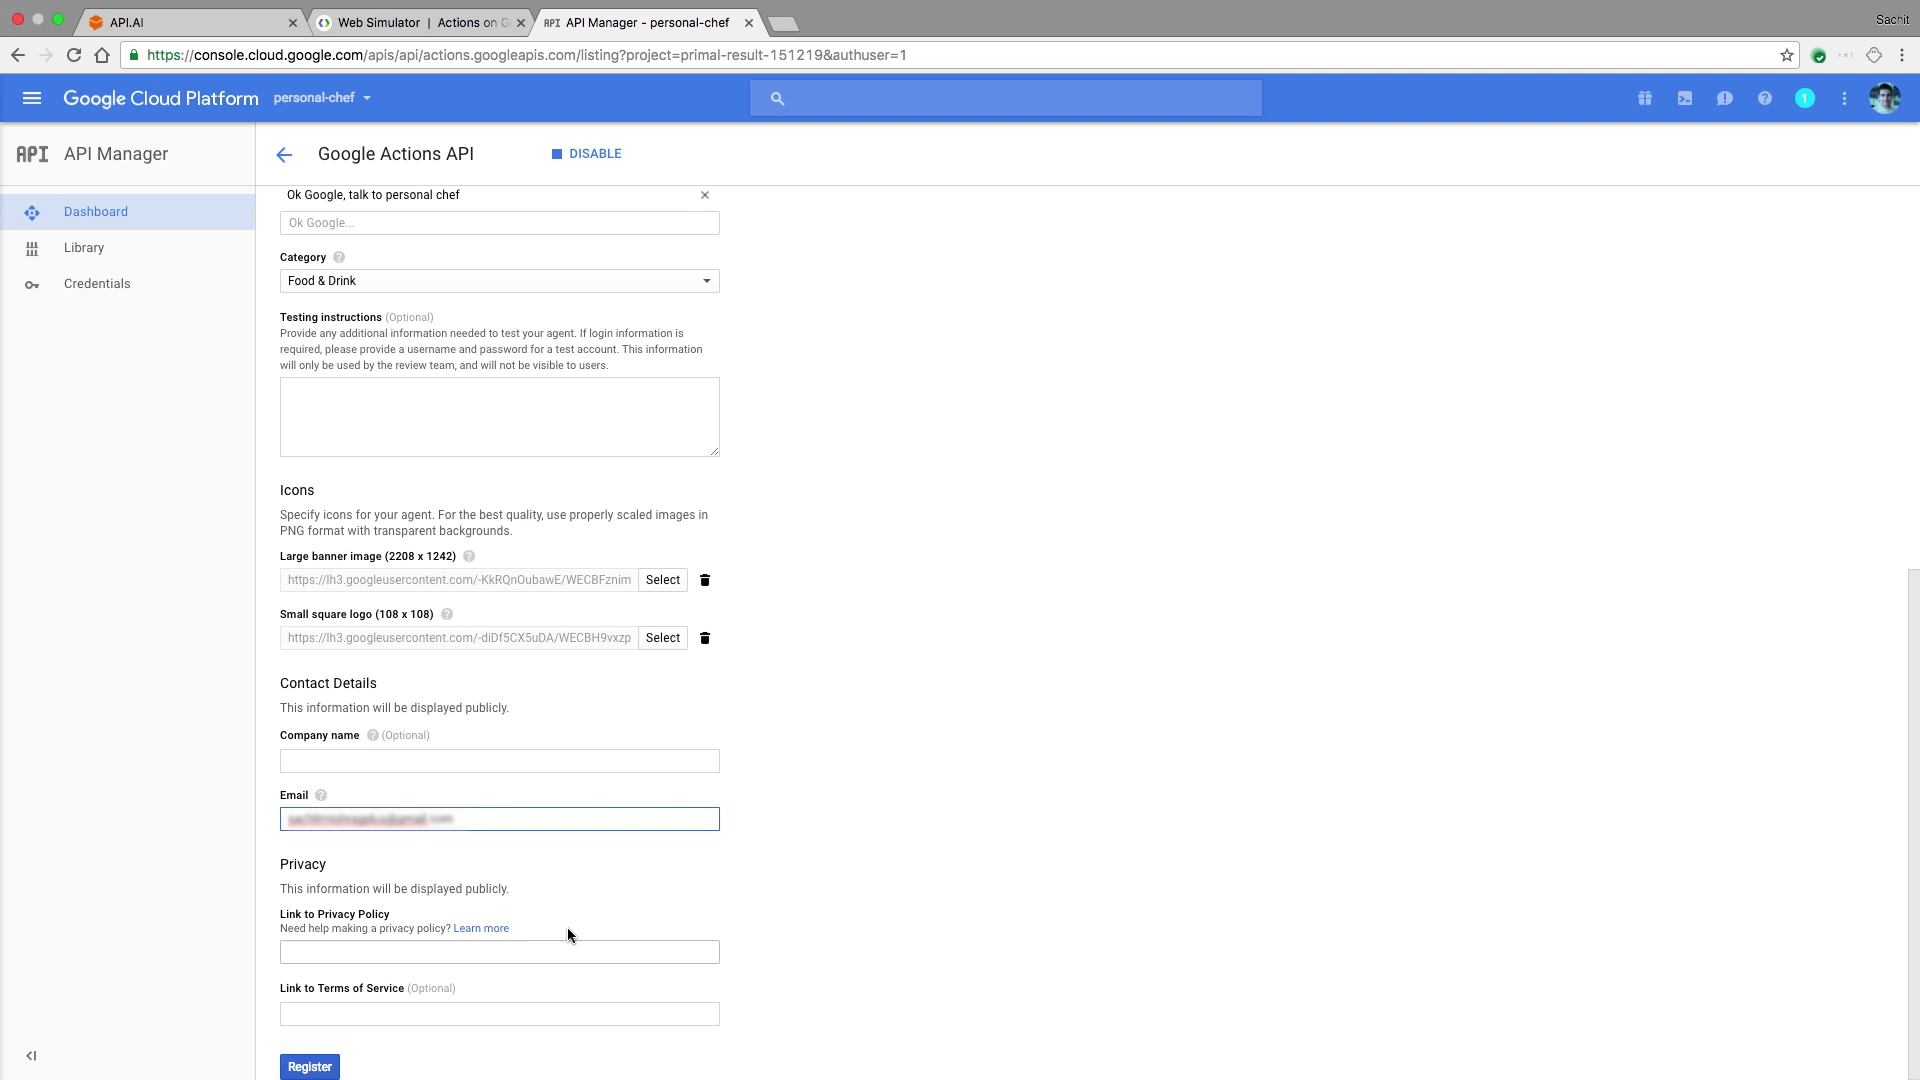 API.AI
Web Simulator | Actions on G
API API Manager - personal-chef
Sachit
https://console.cloud.google.com/apis/api/actions.googleapis.com/listing?project=primal-result-151219&authuser=1
Google Cloud Platform
personal-chef
1
API API Manager
Google Actions API
DISABLE
Dashboard
Library
Credentials
Ok Google, talk to personal chef
Ok Google...
Category
Food & Drink
Testing instructions (Optional)
Provide any additional information needed to test your agent. If login information is
required, please provide a username and password for a test account. This information
will only be used by the review team, and will not be visible to users.
Icons
Specify icons for your agent. For the best quality, use properly scaled images in
PNG format with transparent backgrounds.
Large banner image (2208 x 1242)
https://lh3.googleusercontent.com/-KkRQnOubawE/WECBFznim
Select
Small square logo (108 x 108)
https://lh3.googleusercontent.com/-diDf5CX5uDA/WECBH9vxzp
Select
Contact Details
This information will be displayed publicly.
Company name (Optional)
Email
Privacy
This information will be displayed publicly.
Link to Privacy Policy
Need help making a privacy policy? Learn more
Link to Terms of Service (Optional)
Register